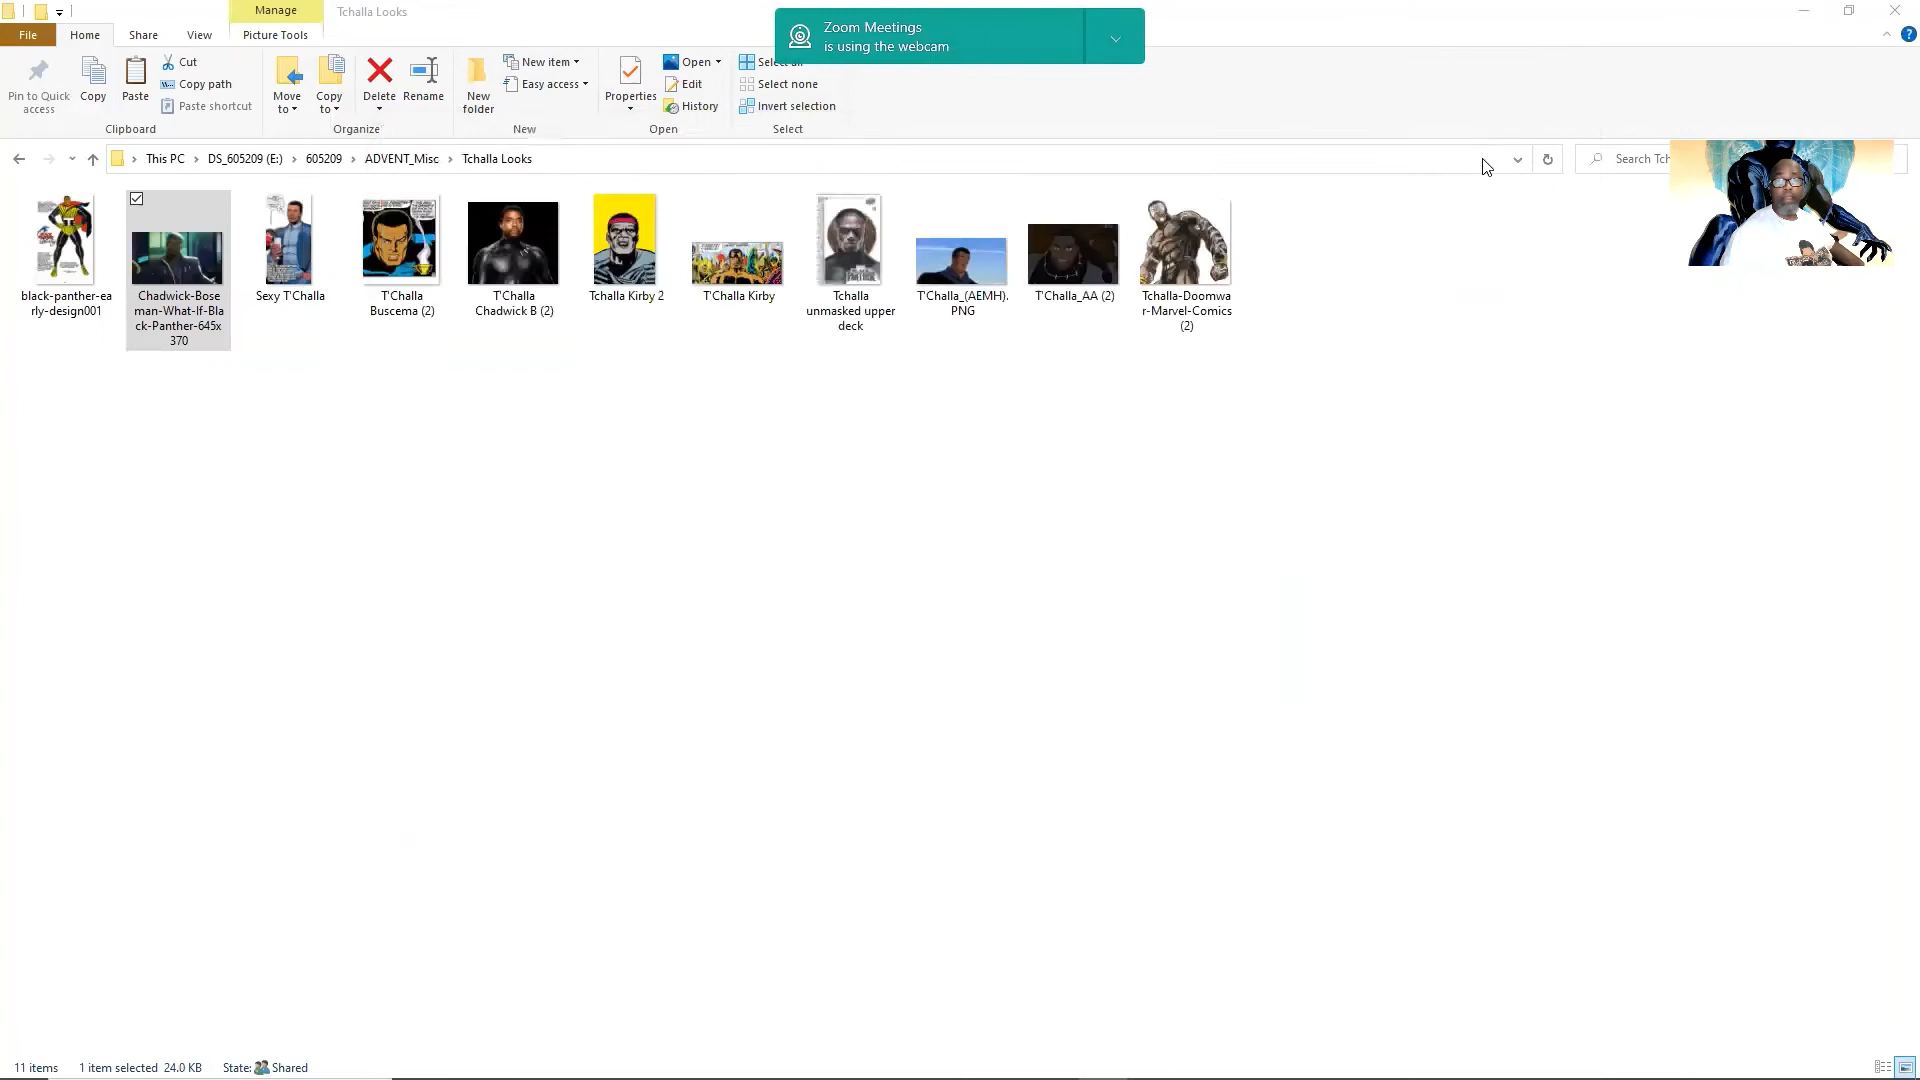 Manage
Tchalla Looks
File
Home
Share
View
Picture Tools
Zoom Meetings
is using the webcam
Pin to Quick
access
Copy
Paste
Cut
Copy path
Paste shortcut
Clipboard
Move
to
Copy
to
Delete
Rename
Organize
New
folder
New item
Easy access
New
Properties
Open
Edit
History
Open
Select all
Select none
Invert selection
Select
This PC
DS_605209 (E:)
605209
ADVENT_Misc
Tchalla Looks
Search Tch
black-panther-ea
rly-design001
Chadwick-Bose
man-What-If-Bla
ck-Panther-645x
370
Sexy T'Challa
T'Challa
Buscema (2)
T'Challa
Chadwick B (2)
Tchalla Kirby 2
T'Challa Kirby
Tchalla
unmasked upper
deck
T'Challa_(AEMH).
PNG
T'Challa_AA (2)
Tchalla-Doomwa
r-Marvel-Comics
(2)
11 items
1 item selected 24.0 KB
State:
Shared